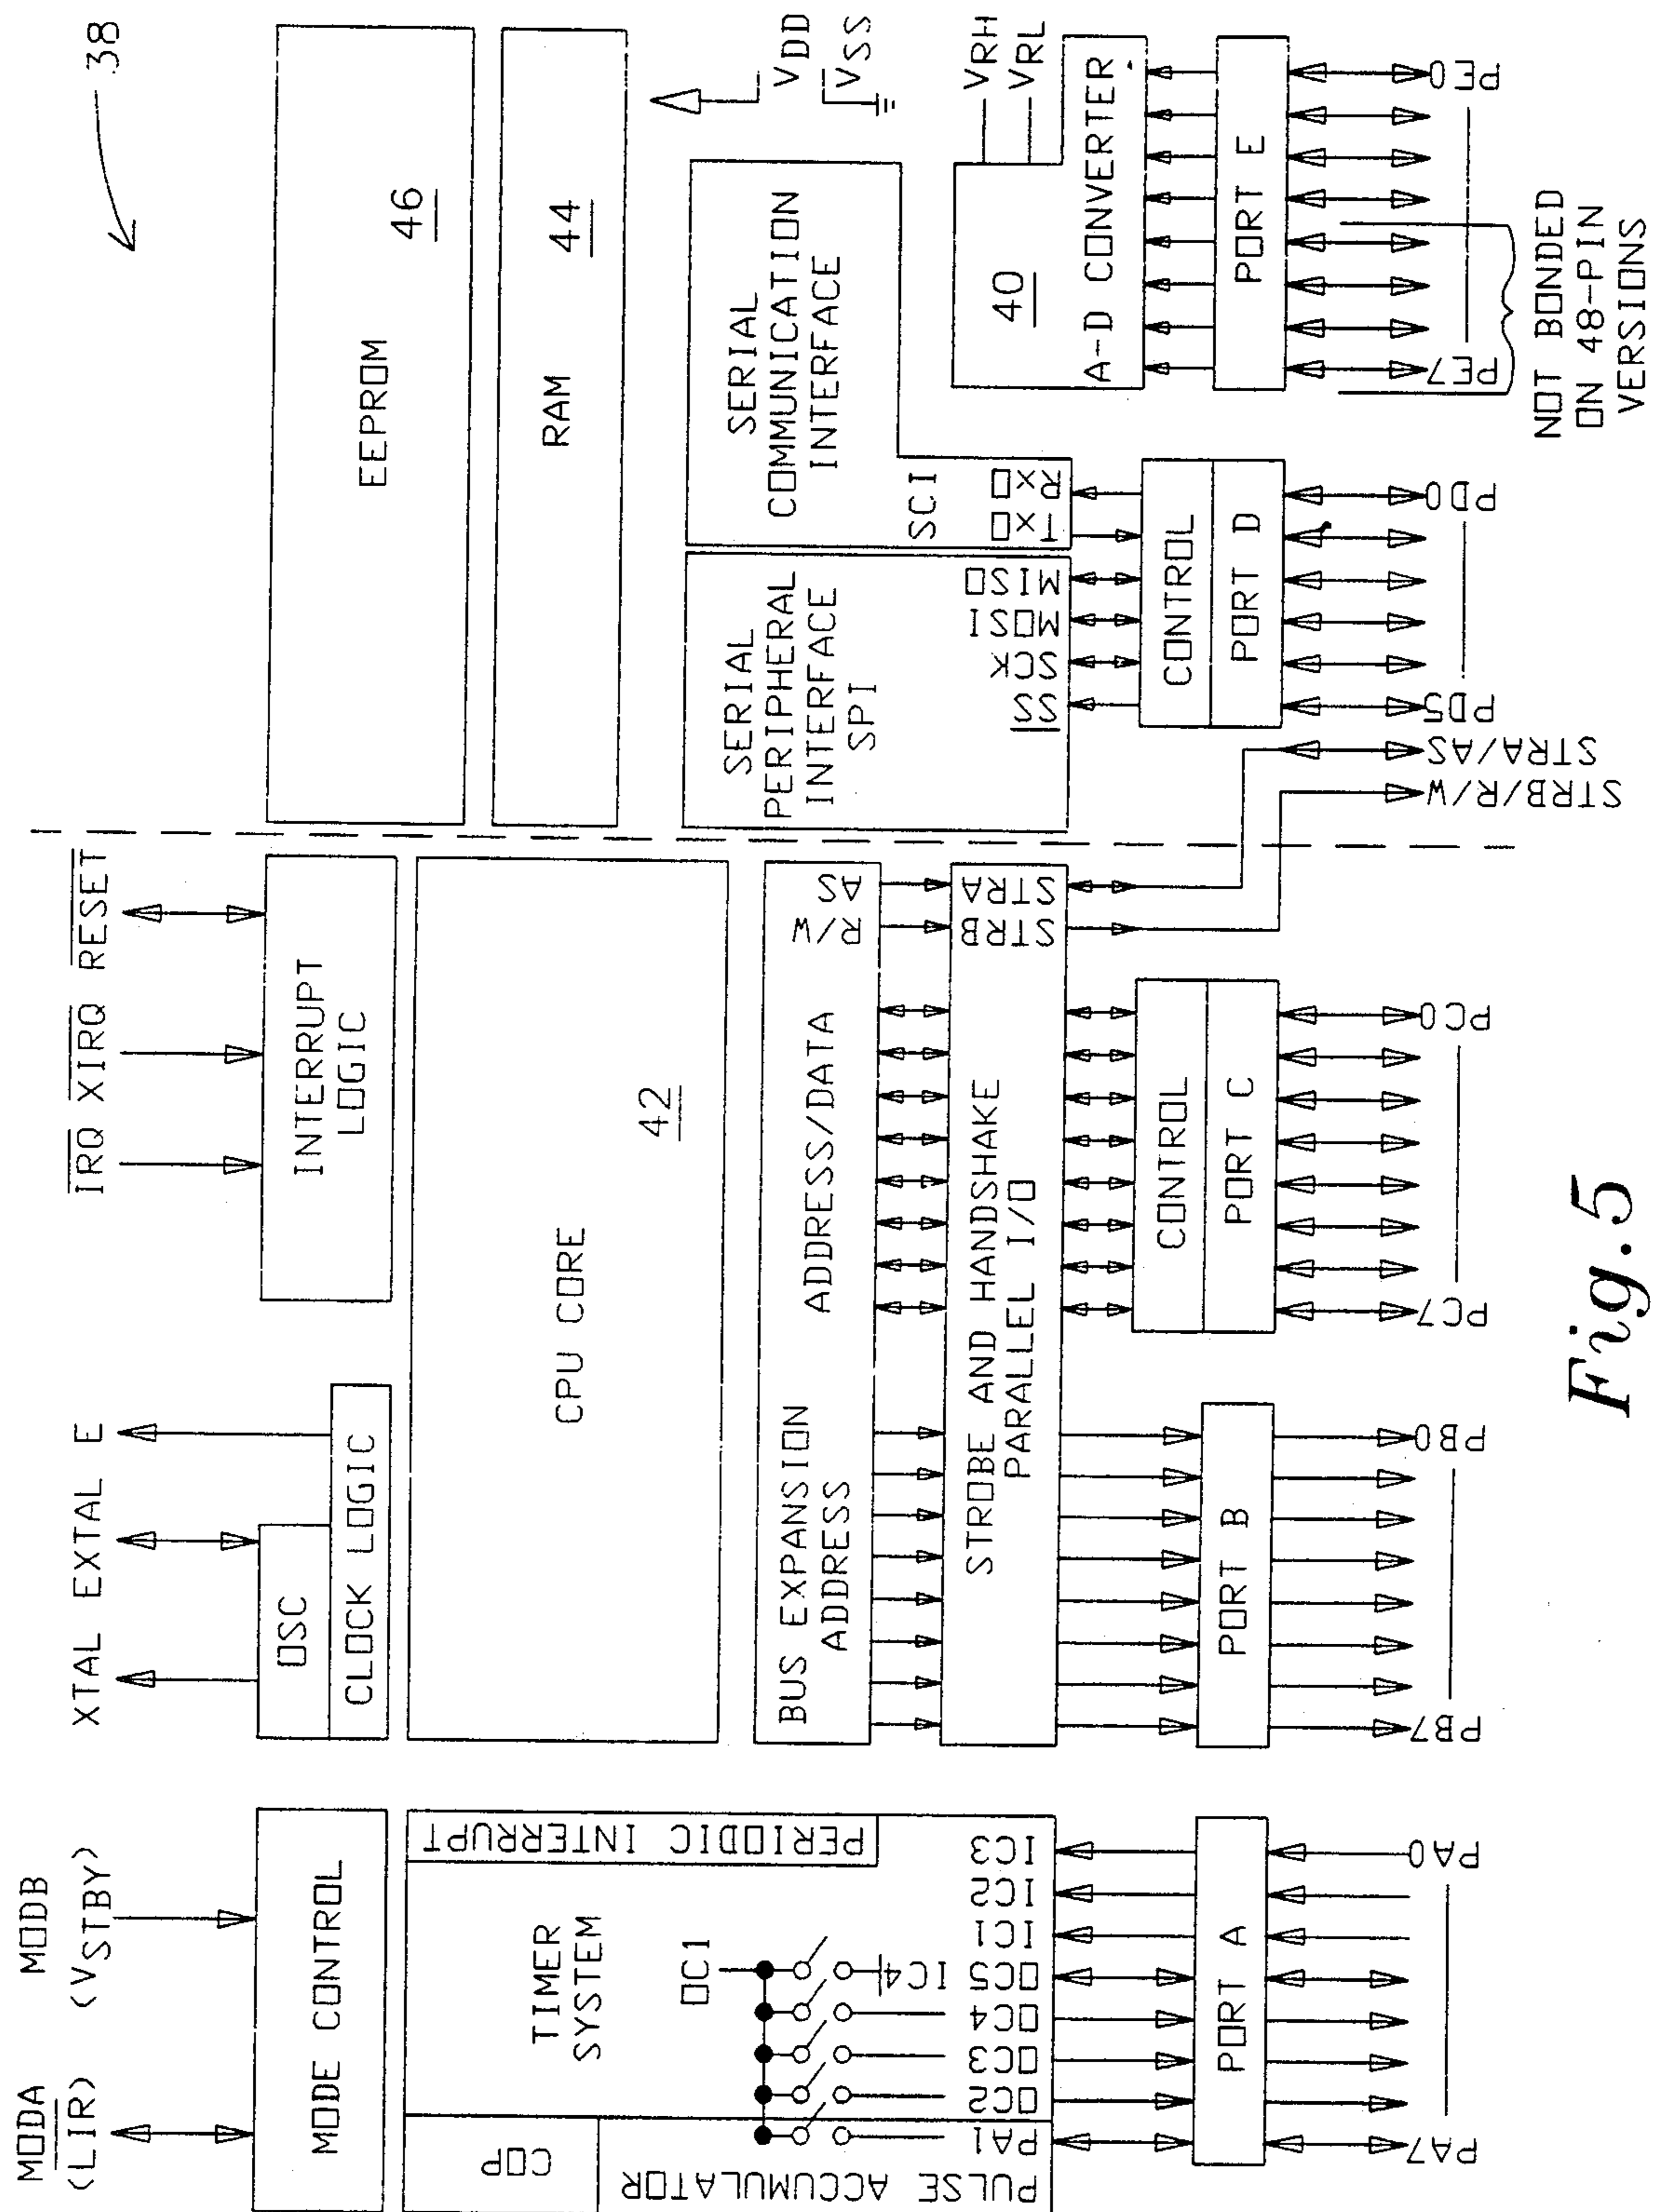 38
MODA
(LIR)
MODB
(VSTBY)
XTAL EXTAL E
IRQ XIRQ RESET
MODE CONTROL
OSC
CLOCK LOGIC
INTERRUPT
LOGIC
EEPROM
46
RAM
44
COP
PULSE ACCUMULATOR
TIMER
SYSTEM
PERIODIC INTERRUPT
OC1
PA1
OC2
OC3
OC4
OC5
IC4
IC1
IC2
IC3
CPU CORE
42
BUS EXPANSION
ADDRESS
ADDRESS/DATA
R/W
AS
STROBE AND HANDSHAKE
PARALLEL I/O
STRB
STRA
SERIAL
PERIPHERAL
INTERFACE
SPI
SS
SCK
MOSI
MISO
SERIAL
COMMUNICATION
INTERFACE
SCI
TxD
RxD
VDD
VSS
VRH
VRL
40
A-D CONVERTER
PORT A
PORT B
CONTROL
PORT C
CONTROL
PORT D
PORT E
PA7
PA0
PB7
PB0
PC7
PC0
STRB/R/W
STRA/AS
PD5
PD0
PE7
PE0
NOT BONDED
ON 48-PIN
VERSIONS
Fig.5